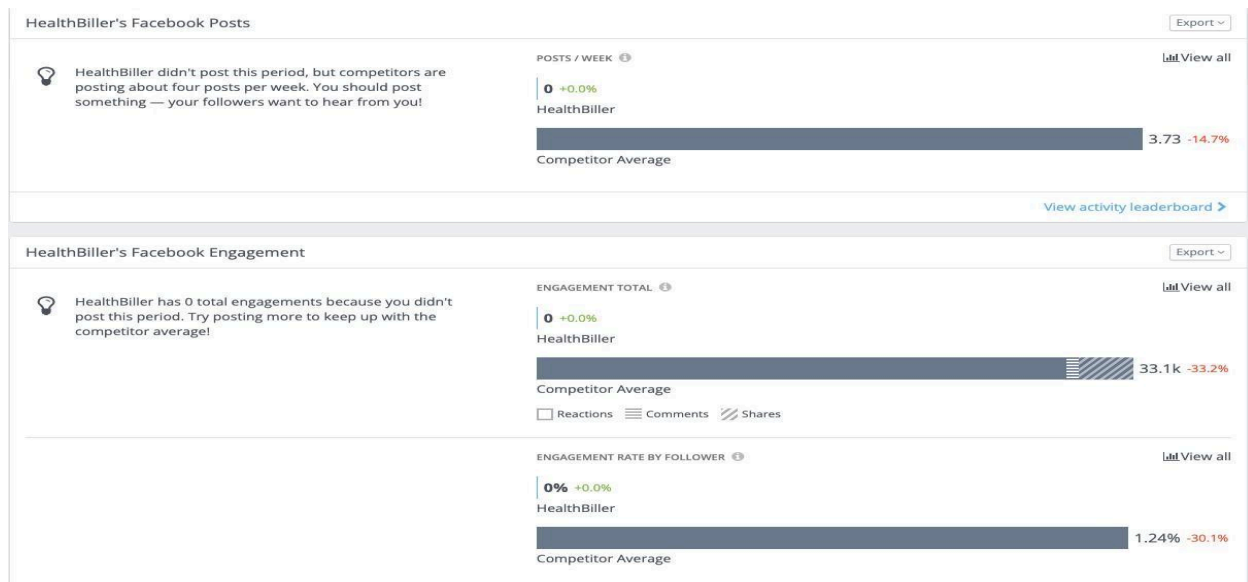 HealthBiller's Facebook Posts
Export
HealthBiller didn't post this period, but competitors are
posting about four posts per week. You should post
something — your followers want to hear from you!
POSTS / WEEK
View all
0 +0.0%
HealthBiller
3.73 -14.7%
Competitor Average
View activity leaderboard
HealthBiller's Facebook Engagement
Export
HealthBiller has 0 total engagements because you didn't
post this period. Try posting more to keep up with the
competitor average!
ENGAGEMENT TOTAL
View all
0 +0.0%
HealthBiller
33.1k -33.2%
Competitor Average
Reactions Comments Shares
ENGAGEMENT RATE BY FOLLOWER
View all
0% +0.0%
HealthBiller
1.24% -30.1%
Competitor Average